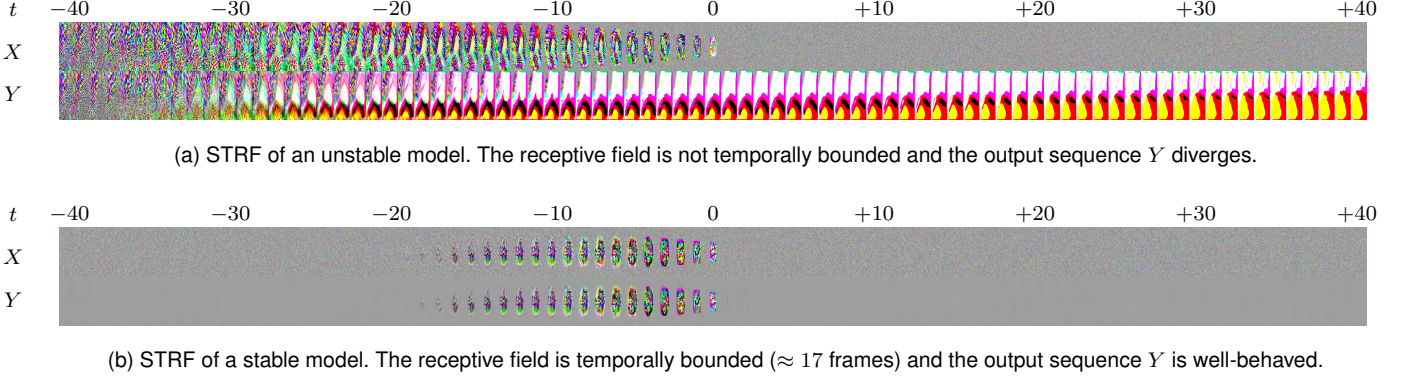 t −40 −30 −20 −10 0 +10 +20 +30 +40
X
Y
(a) STRF of an unstable model. The receptive field is not temporally bounded and the output sequence Y diverges.
t −40 −30 −20 −10 0 +10 +20 +30 +40
X
Y
(b) STRF of a stable model. The receptive field is temporally bounded (≈ 17 frames) and the output sequence Y is well-behaved.